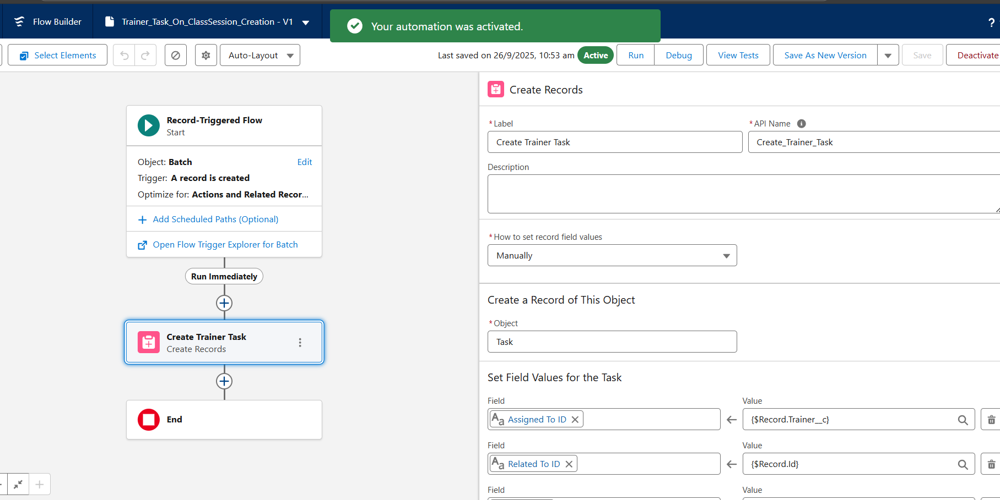 Flow Builder
Trainer_Task_On_ClassSession_Creation - V1
Your automation was activated.
?
Select Elements
Auto-Layout
Last saved on 26/9/2025, 10:53 am
Active
Run
Debug
View Tests
Save As New Version
Save
Deactivate
Record-Triggered Flow
Start
Object: Batch
Edit
Trigger: A record is created
Optimize for: Actions and Related Recor...
Add Scheduled Paths (Optional)
Open Flow Trigger Explorer for Batch
Run Immediately
Create Trainer Task
Create Records
End
Create Records
* Label
* API Name
Create Trainer Task
Create_Trainer_Task
Description
* How to set record field values
Manually
Create a Record of This Object
* Object
Task
Set Field Values for the Task
Field
Value
Aa Assigned To ID
{$Record.Trainer__c}
Field
Value
Aa Related To ID
{$Record.Id}
Field
Value